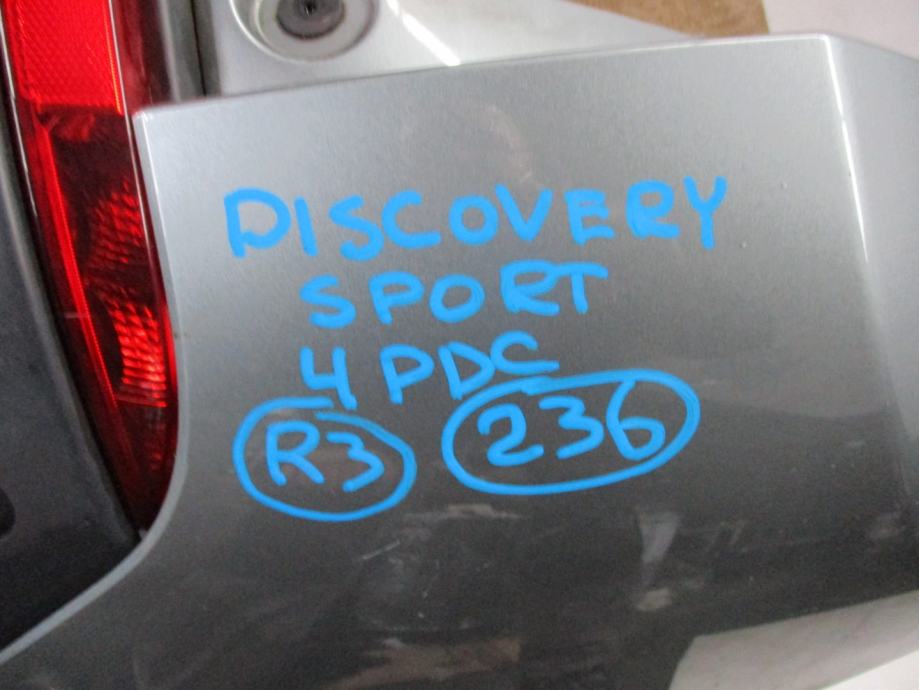 DISCOVERY
SPORT
4 PDC
R3 236